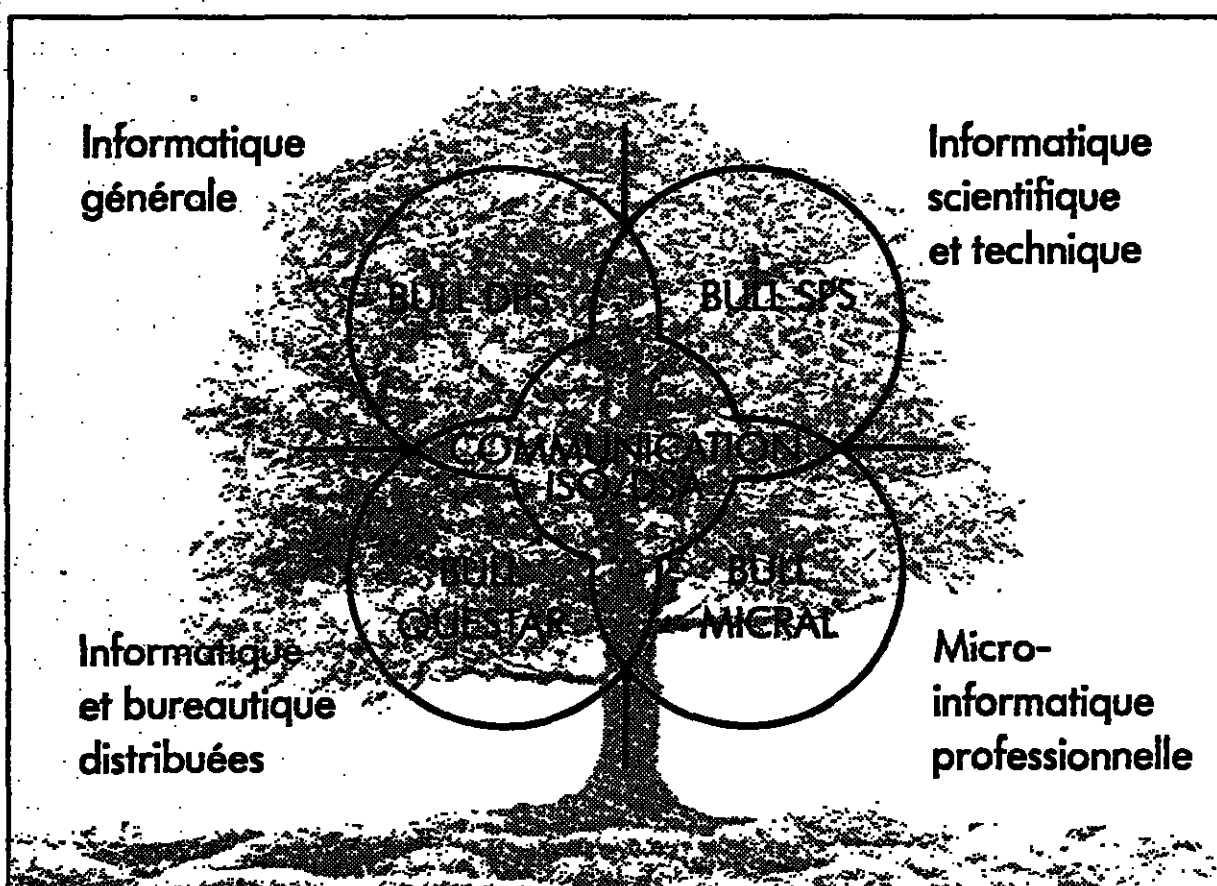 Informatique
générale
Informatique
scientifique
et technique
BULL DPS
BULL SPS
COMMUNICATION
ISO/DSA
BULL
QUESTAR
BULL
MICRAL
Informatique
et bureautique
distribuées
Micro-
informatique
professionnelle